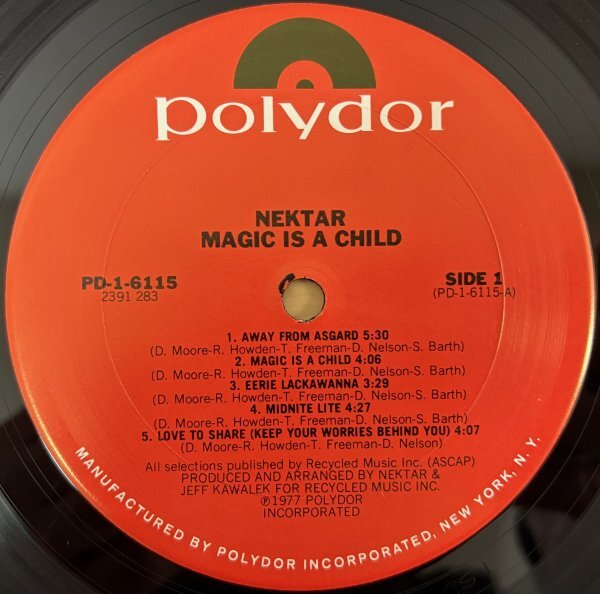 polydor
NEKTAR
MAGIC IS A CHILD
PD-1-6115
2391 283
SIDE 1
(PD-1-6115-A)
1. AWAY FROM ASGARD 5:30
(D. Moore-R. Howden-T. Freeman-D. Nelson-S. Barth)
2. MAGIC IS A CHILD 4:06
(D. Moore-R. Howden-T. Freeman-D. Nelson-S. Barth)
3. EERIE LACKAWANNA 3:29
(D. Moore-R. Howden-T. Freeman-D. Nelson-S. Barth)
4. MIDNITE LITE 4:27
(D. Moore-R. Howden-T. Freeman-D. Nelson-S. Barth)
5. LOVE TO SHARE (KEEP YOUR WORRIES BEHIND YOU) 4:07
(D. Moore-R. Howden-T. Freeman-D. Nelson)
All selections published by Recycled Music Inc. (ASCAP)
PRODUCED AND ARRANGED BY NEKTAR &
JEFF KAWALEK FOR RECYCLED MUSIC INC.
℗1977 POLYDOR
INCORPORATED
MANUFACTURED BY POLYDOR INCORPORATED, NEW YORK, N.Y.